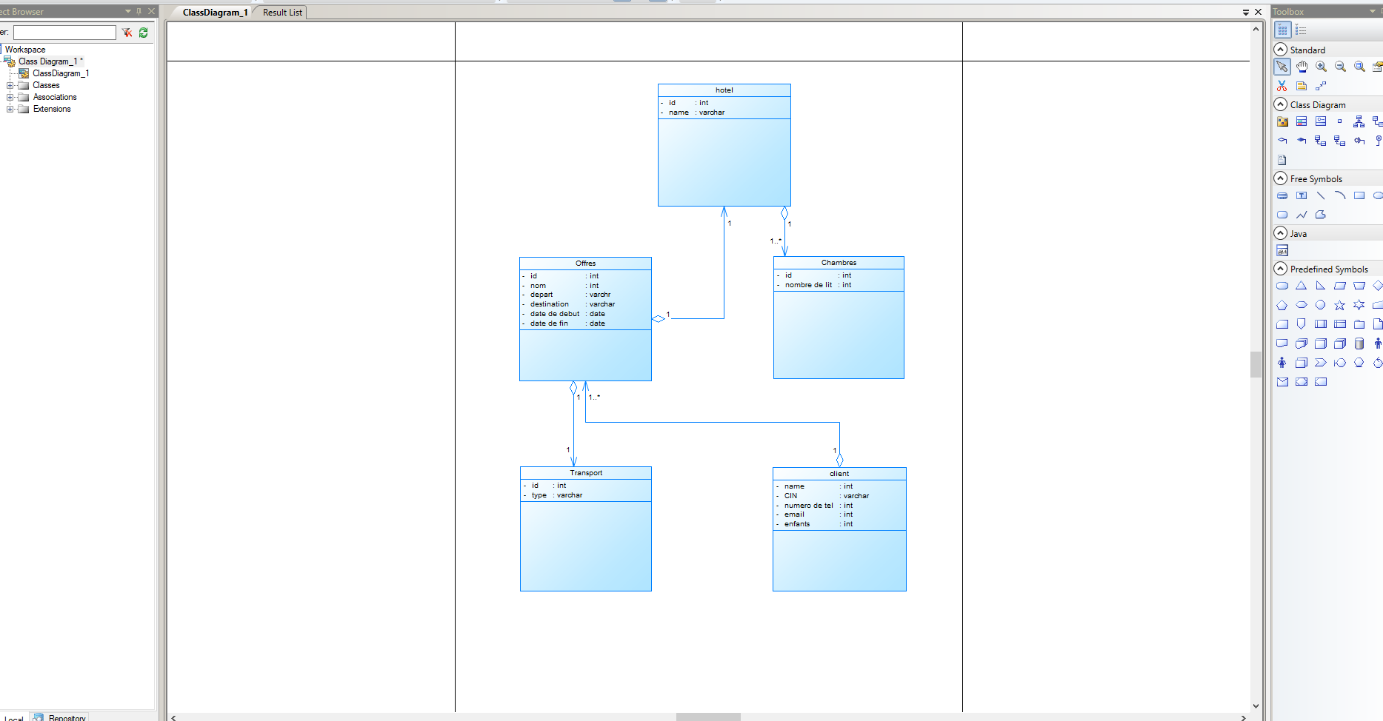 ect Browser
er:
Workspace
Class Diagram_1 *
ClassDiagram_1
Classes
Associations
Extensions
Local
Repository
ClassDiagram_1
Result List
hotel
- id : int
- name : varchar
1
1
1..*
Offres
- id : int
- nom : int
- depart : varchr
- destination : varchar
- date de debut : date
- date de fin : date
1
Chambres
- id : int
- nombre de lit : int
1
1..*
1
1
Transport
- id : int
- type : varchar
client
- name : int
- CIN : varchar
- numero de tel : int
- email : int
- enfants : int
Toolbox
Standard
Class Diagram
Free Symbols
Java
Predefined Symbols